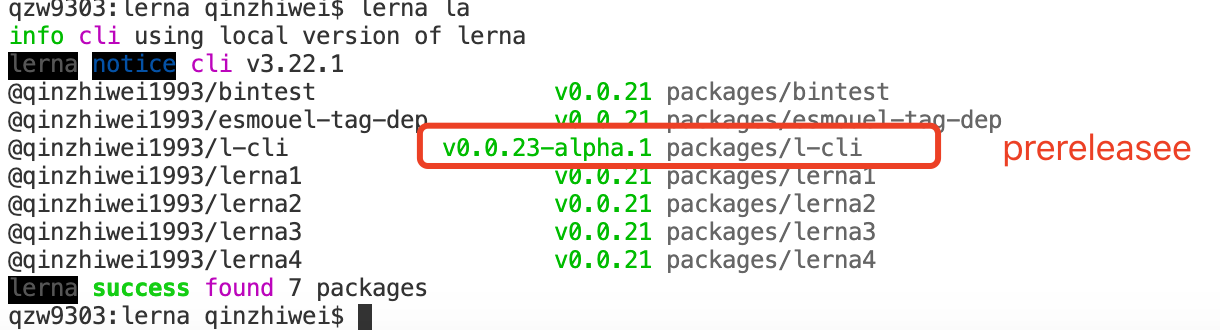 qzw9303:lerna qinzhiwei$ lerna la
info cli using local version of lerna
lerna notice cli v3.22.1
@qinzhiwei1993/bintest v0.0.21 packages/bintest
@qinzhiwei1993/esmouel-tag-dep v0.0.21 packages/esmouel-tag-dep
@qinzhiwei1993/l-cli v0.0.23-alpha.1 packages/l-cli prereleasee
@qinzhiwei1993/lerna1 v0.0.21 packages/lerna1
@qinzhiwei1993/lerna2 v0.0.21 packages/lerna2
@qinzhiwei1993/lerna3 v0.0.21 packages/lerna3
@qinzhiwei1993/lerna4 v0.0.21 packages/lerna4
lerna success found 7 packages
qzw9303:lerna qinzhiwei$